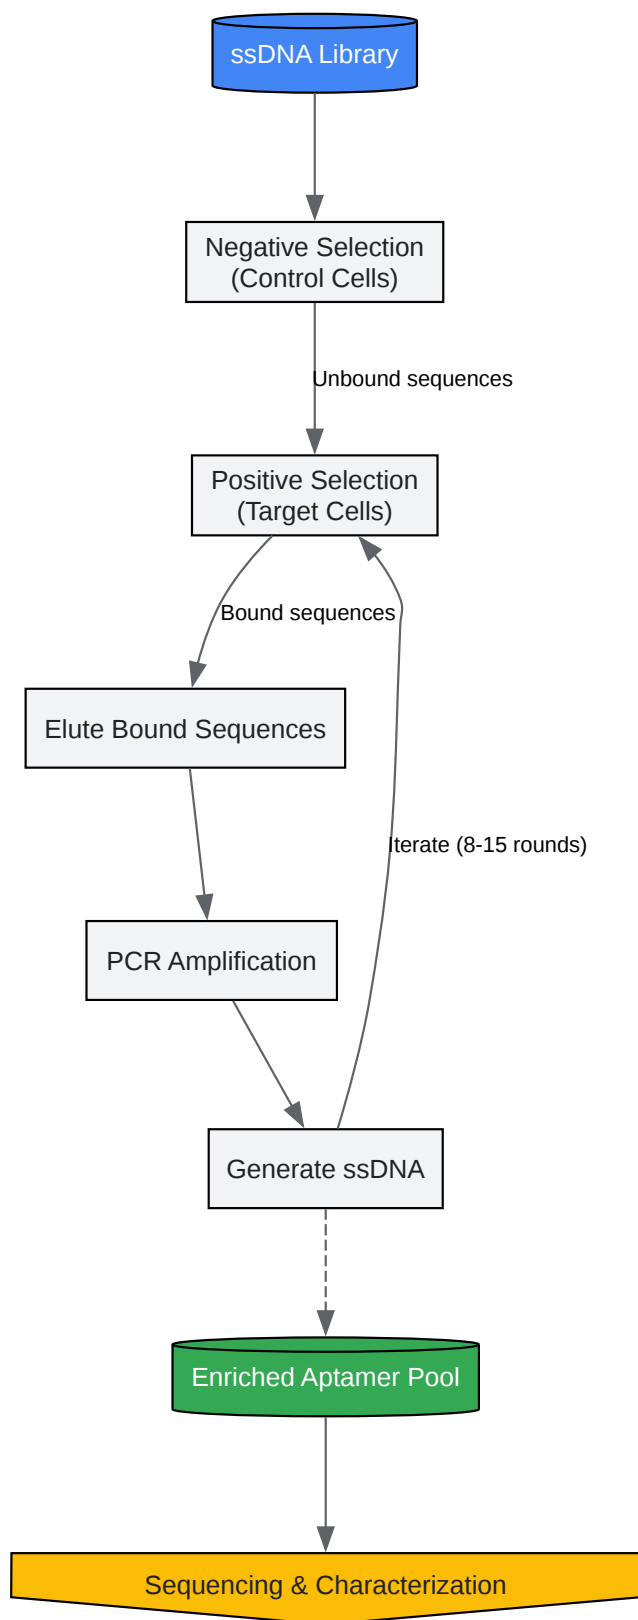 ssDNA Library
Negative Selection
(Control Cells)
Unbound sequences
Positive Selection
(Target Cells)
Bound sequences
Elute Bound Sequences
Iterate (8-15 rounds)
PCR Amplification
Generate ssDNA
Enriched Aptamer Pool
Sequencing & Characterization